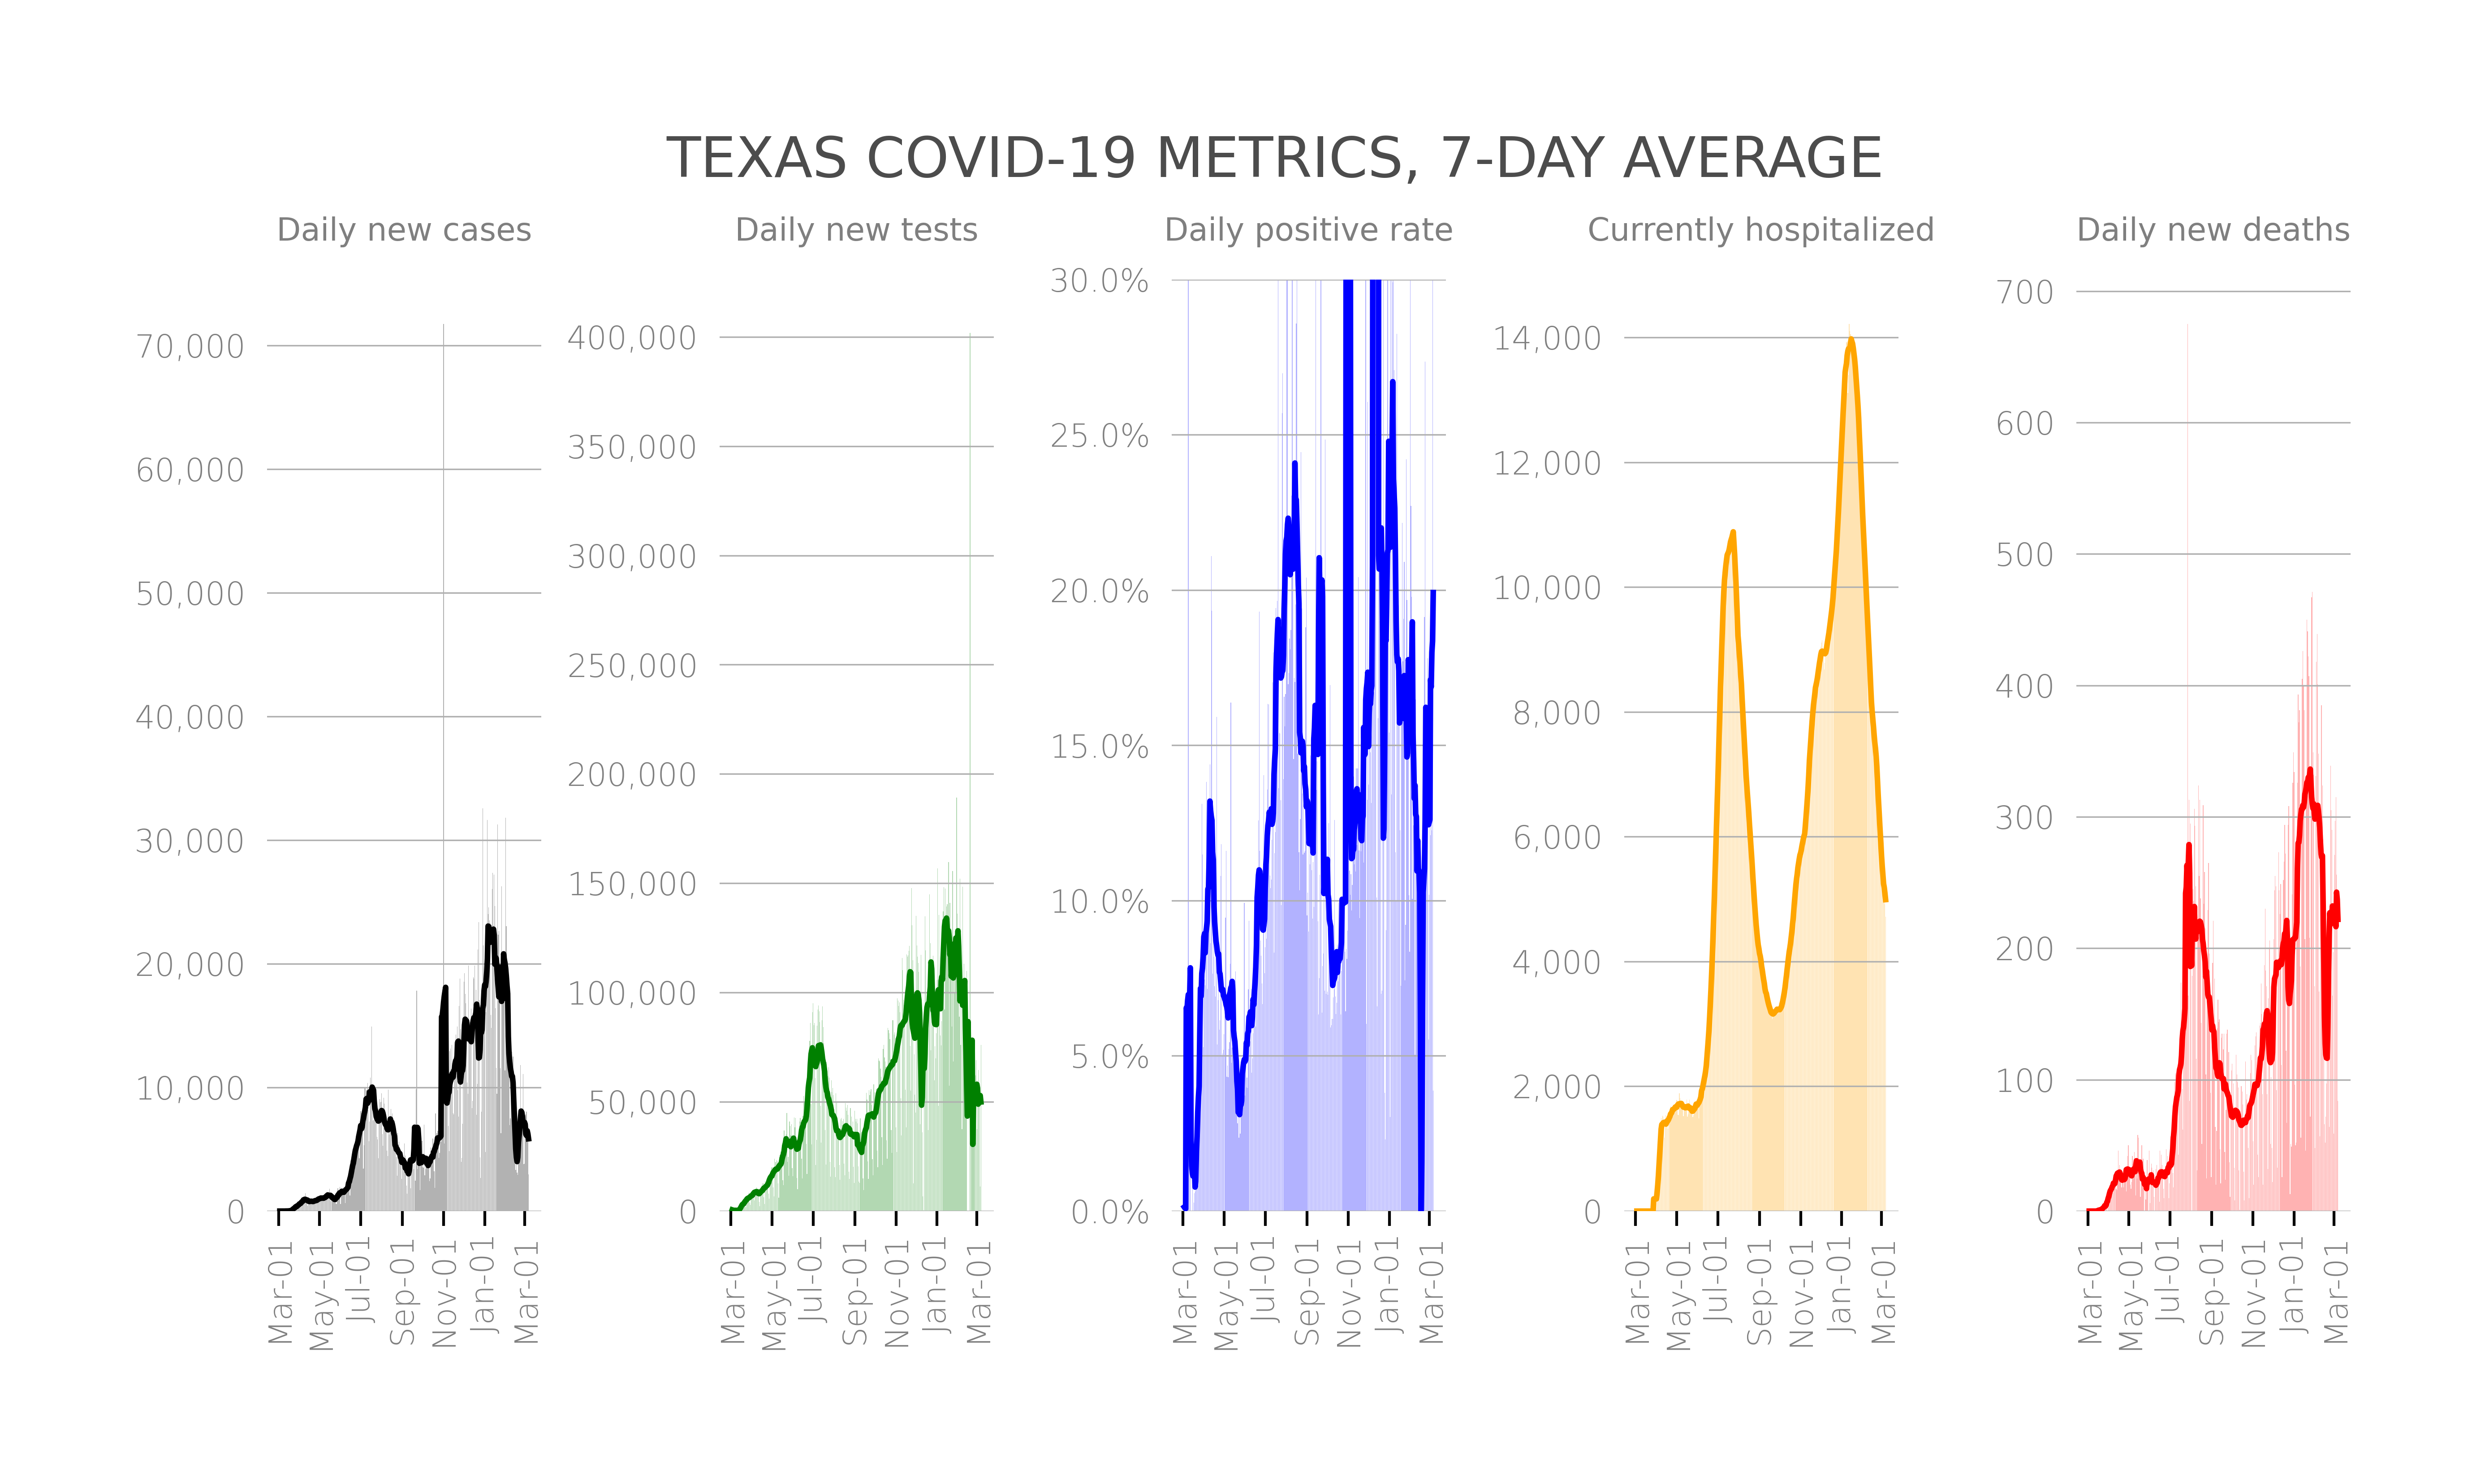 TEXAS COVID-19 METRICS, 7-DAY AVERAGE
Daily new cases
70,000
60,000
50,000
40,000
30,000
20,000
10,000
0
Mar-01
May-01
Jul-01
Sep-01
Nov-01
Jan-01
Mar-01
Daily new tests
400,000
350,000
300,000
250,000
200,000
150,000
100,000
50,000
0
Mar-01
May-01
Jul-01
Sep-01
Nov-01
Jan-01
Mar-01
Daily positive rate
30.0%
25.0%
20.0%
15.0%
10.0%
5.0%
0.0%
Mar-01
May-01
Jul-01
Sep-01
Nov-01
Jan-01
Mar-01
Currently hospitalized
14,000
12,000
10,000
8,000
6,000
4,000
2,000
0
Mar-01
May-01
Jul-01
Sep-01
Nov-01
Jan-01
Mar-01
Daily new deaths
700
600
500
400
300
200
100
0
Mar-01
May-01
Jul-01
Sep-01
Nov-01
Jan-01
Mar-01